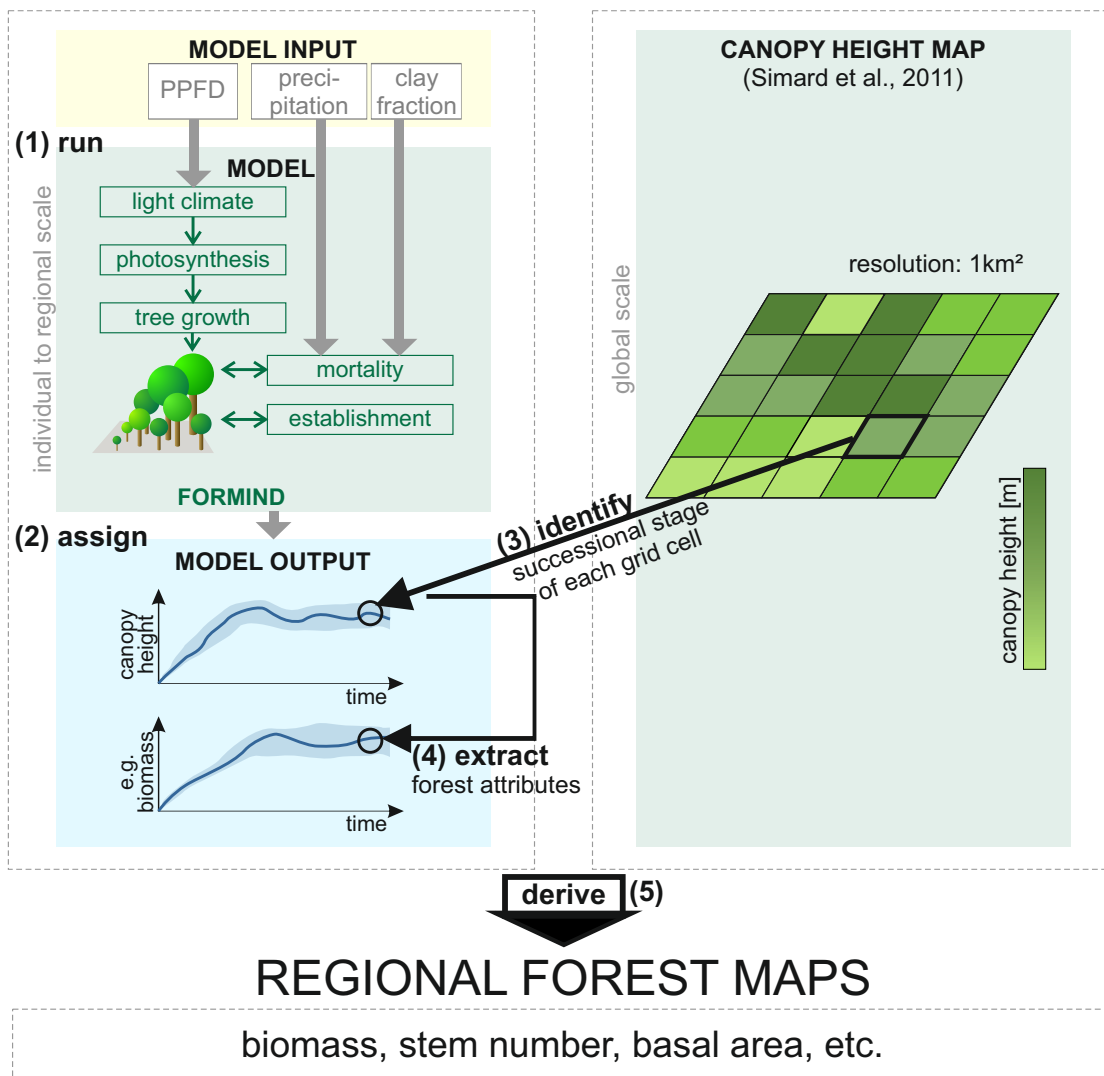 MODEL INPUT
PPFD
preci-
pitation
clay
fraction
(1) run
individual to regional scale
MODEL
light climate
photosynthesis
tree growth
mortality
establishment
FORMIND
(2) assign
MODEL OUTPUT
canopy
height
time
e.g.
biomass
time
(3) identify
successional stage
of each grid cell
(4) extract
forest attributes
CANOPY HEIGHT MAP
(Simard et al., 2011)
global scale
resolution: 1km²
canopy height [m]
derive
(5)
REGIONAL FOREST MAPS
biomass, stem number, basal area, etc.